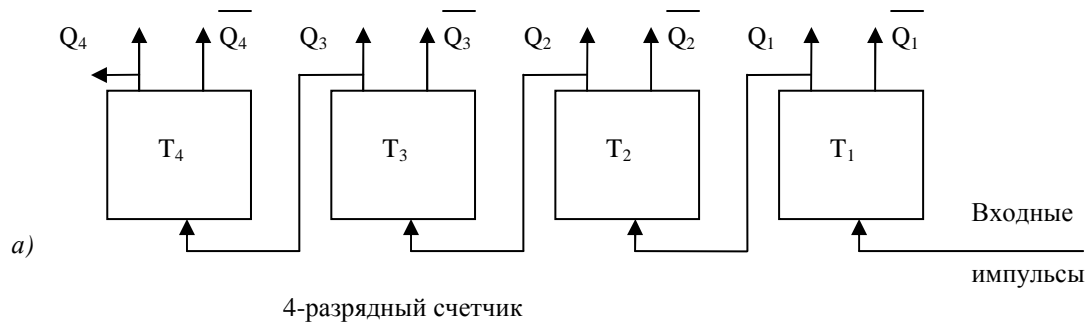 Q₄ Q̅₄ Q₃ Q̅₃ Q₂ Q̅₂ Q₁ Q̅₁
T₄ T₃ T₂ T₁
Входные
а)
импульсы
4-разрядный счетчик